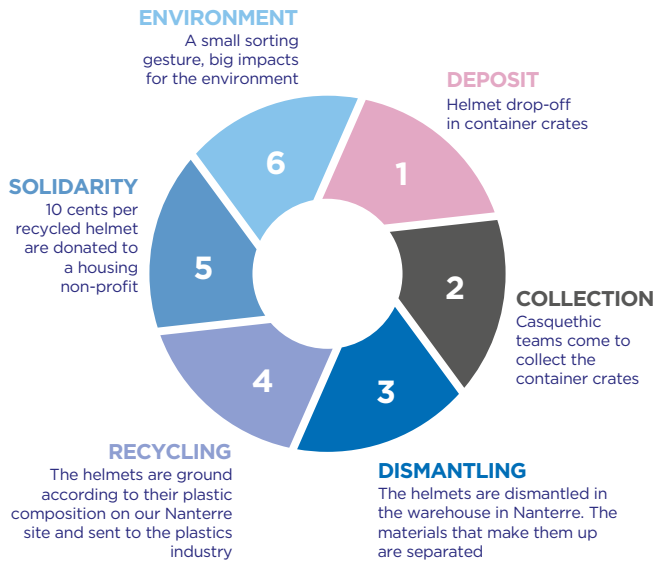 ENVIRONMENT
A small sorting
gesture, big impacts
for the environment
6
DEPOSIT
Helmet drop-off
in container crates
1
COLLECTION
Casquethic
teams come to
collect the
container crates
2
DISMANTLING
The helmets are dismantled in
the warehouse in Nanterre. The
materials that make them up
are separated
3
RECYCLING
The helmets are ground
according to their plastic
composition on our Nanterre
site and sent to the plastics
industry
4
SOLIDARITY
10 cents per
recycled helmet
are donated to
a housing
non-profit
5